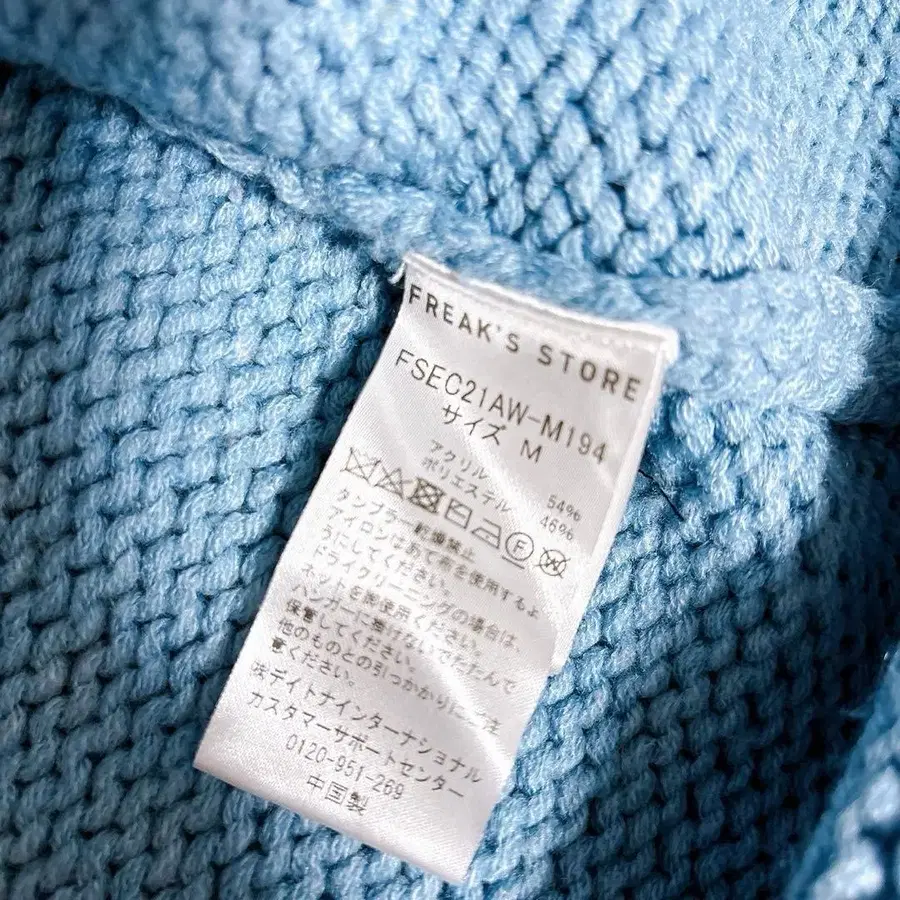 FREAK'S STORE
FSEC21AW-M194
サイズ M
アクリル 54%
ポリエステル 46%
F W
タンブラー乾燥禁止
アイロンはあて布を使用するよ
うにしてください。
ドライクリーニングの場合は、
ネットを御使用ください。
ハンガーに掛けないでたたんで
保管してください。
他のものとの引っかかりにご注
意ください。
㈱デイトナインターナショナル
カスタマーサポートセンター
0120-951-269
中国製